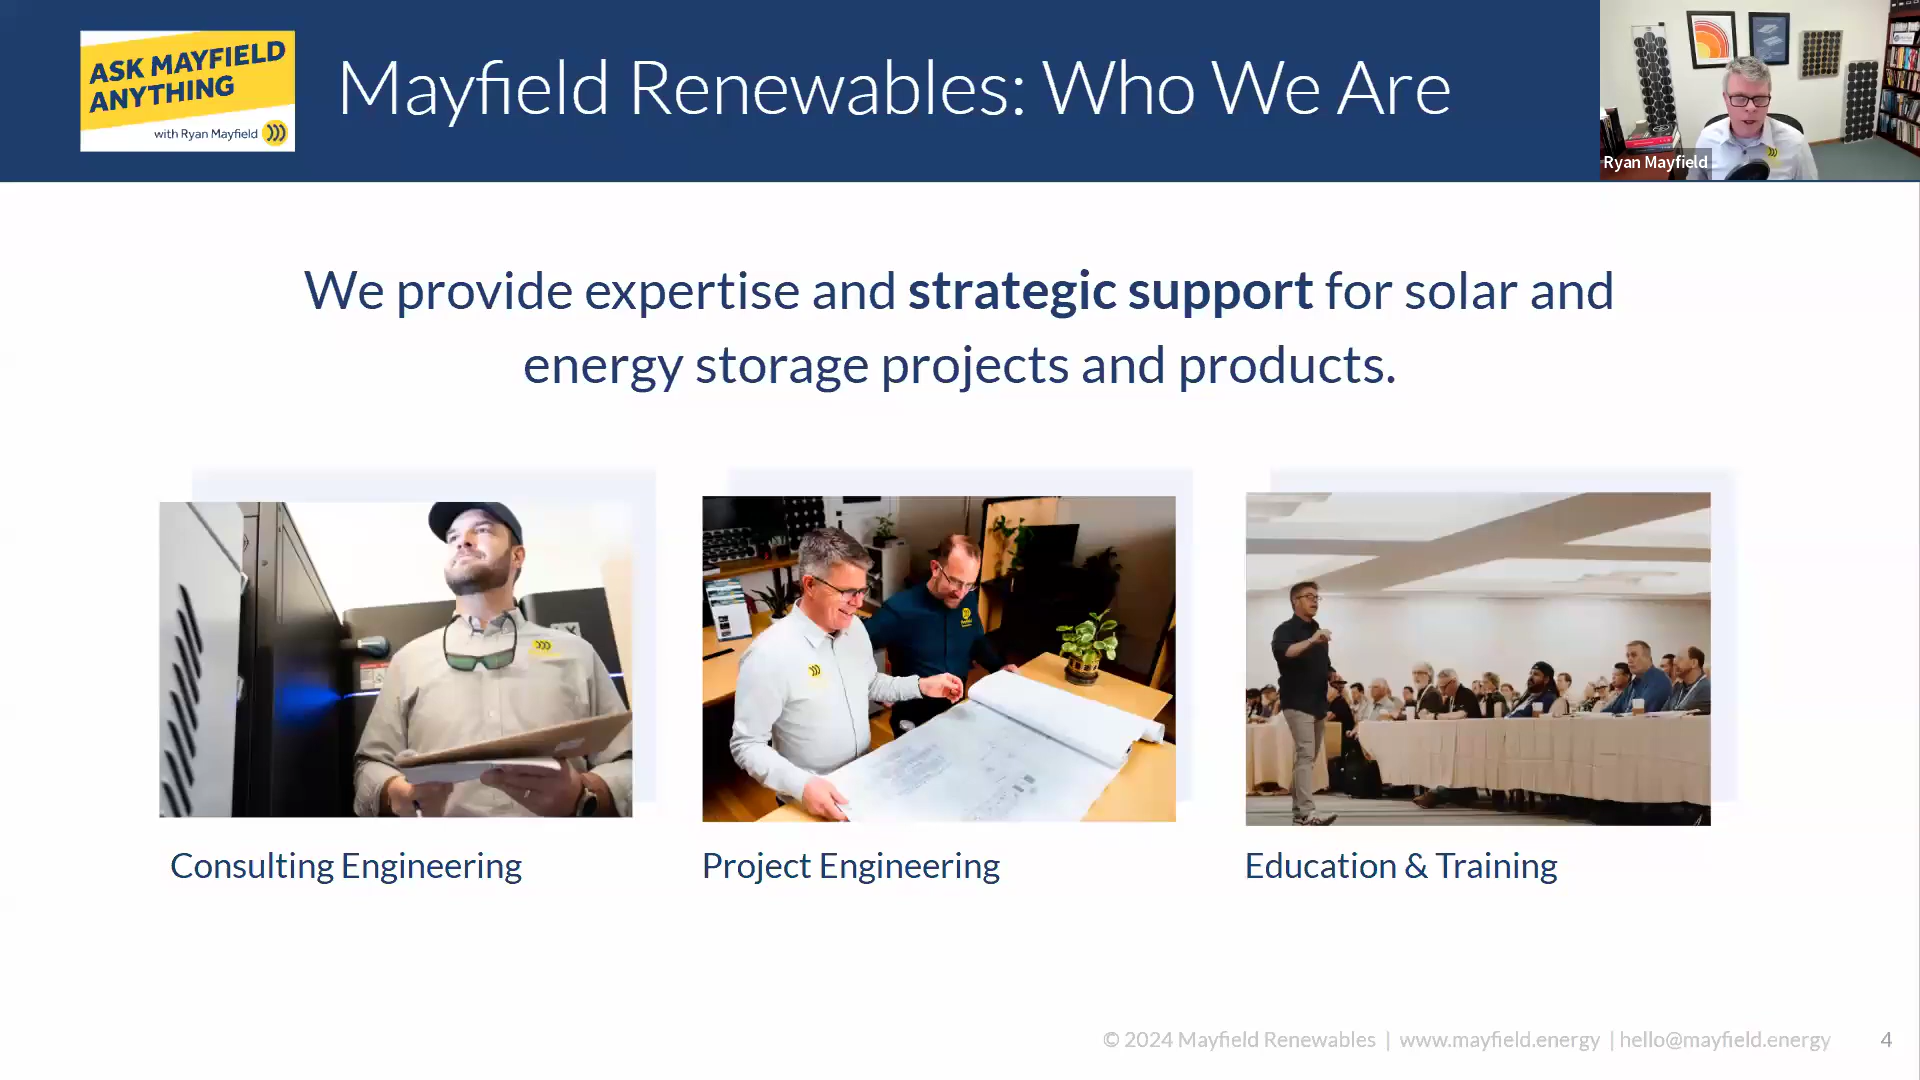 ASK MAYFIELD
ANYTHING
with Ryan Mayfield
Mayfield Renewables: Who We Are
Ryan Mayfield
We provide expertise and strategic support for solar and
energy storage projects and products.
Consulting Engineering
Project Engineering
Education & Training
© 2024 Mayfield Renewables | www.mayfield.energy | hello@mayfield.energy
4